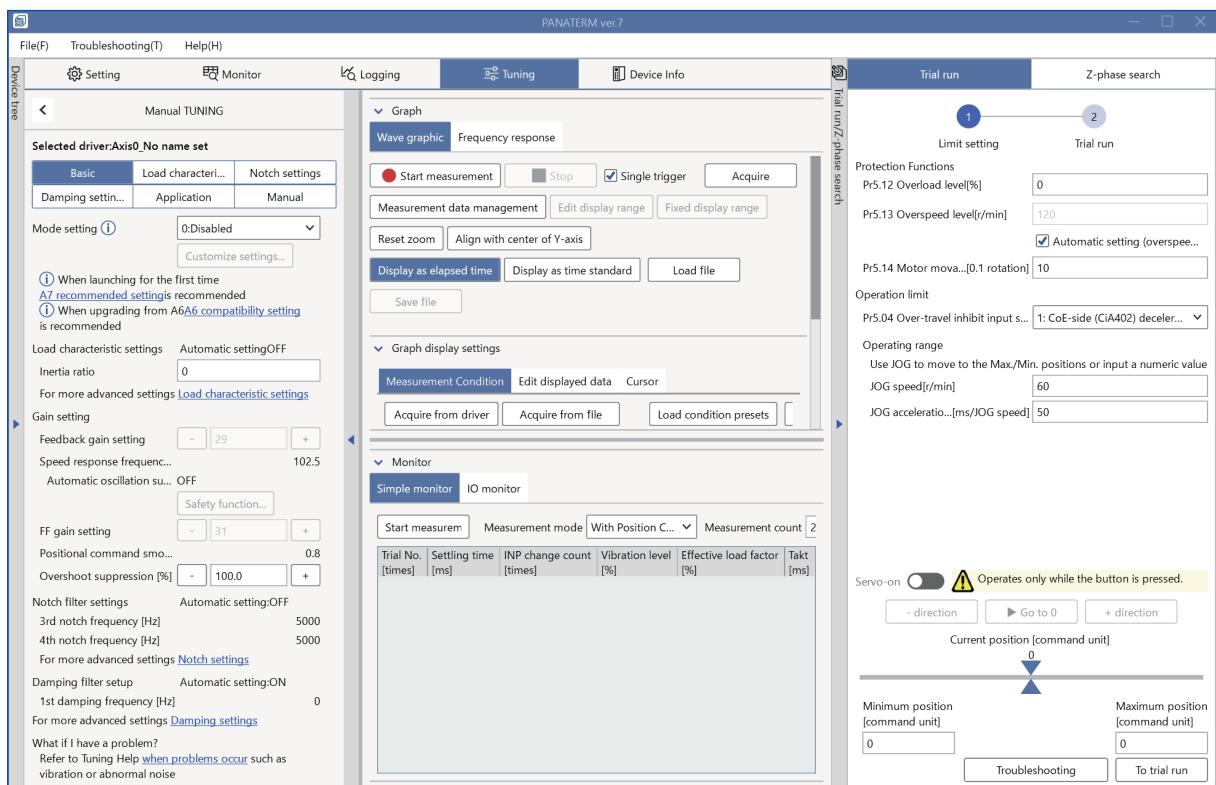 PANATERM ver.7
File(F) Troubleshooting(T) Help(H)
Device tree
Setting Monitor Logging Tuning Device Info
Manual TUNING
Selected driver:Axis0_No name set
Basic Load characteri... Notch settings
Damping settin... Application Manual
Mode setting 0:Disabled
Customize settings...
When launching for the first time
A7 recommended settingis recommended
When upgrading from A6A6 compatibility setting
is recommended
Load characteristic settings Automatic settingOFF
Inertia ratio 0
For more advanced settings Load characteristic settings
Gain setting
Feedback gain setting - 29 +
Speed response frequenc... 102.5
Automatic oscillation su... OFF
Safety function...
FF gain setting - 31 +
Positional command smo... 0.8
Overshoot suppression [%] - 100.0 +
Notch filter settings Automatic setting:OFF
3rd notch frequency [Hz] 5000
4th notch frequency [Hz] 5000
For more advanced settings Notch settings
Damping filter setup Automatic setting:ON
1st damping frequency [Hz] 0
For more advanced settings Damping settings
What if I have a problem?
Refer to Tuning Help when problems occur such as
vibration or abnormal noise
Graph
Wave graphic Frequency response
Start measurement Stop Single trigger Acquire
Measurement data management Edit display range Fixed display range
Reset zoom Align with center of Y-axis
Display as elapsed time Display as time standard Load file
Save file
Graph display settings
Measurement Condition Edit displayed data Cursor
Acquire from driver Acquire from file Load condition presets
Monitor
Simple monitor IO monitor
Start measurem Measurement mode With Position C... Measurement count 2
Trial No. Settling time INP change count Vibration level Effective load factor Takt
[times] [ms] [times] [%] [%] [ms]
Trial run/Z-phase search
Trial run Z-phase search
1 2
Limit setting Trial run
Protection Functions
Pr5.12 Overload level[%] 0
Pr5.13 Overspeed level[r/min] 120
Automatic setting (overspee...
Pr5.14 Motor mova...[0.1 rotation] 10
Operation limit
Pr5.04 Over-travel inhibit input s... 1: CoE-side (CiA402) deceler...
Operating range
Use JOG to move to the Max./Min. positions or input a numeric value
JOG speed[r/min] 60
JOG acceleratio...[ms/JOG speed] 50
Servo-on Operates only while the button is pressed.
- direction Go to 0 + direction
Current position [command unit]
0
Minimum position Maximum position
[command unit] [command unit]
0 0
Troubleshooting To trial run